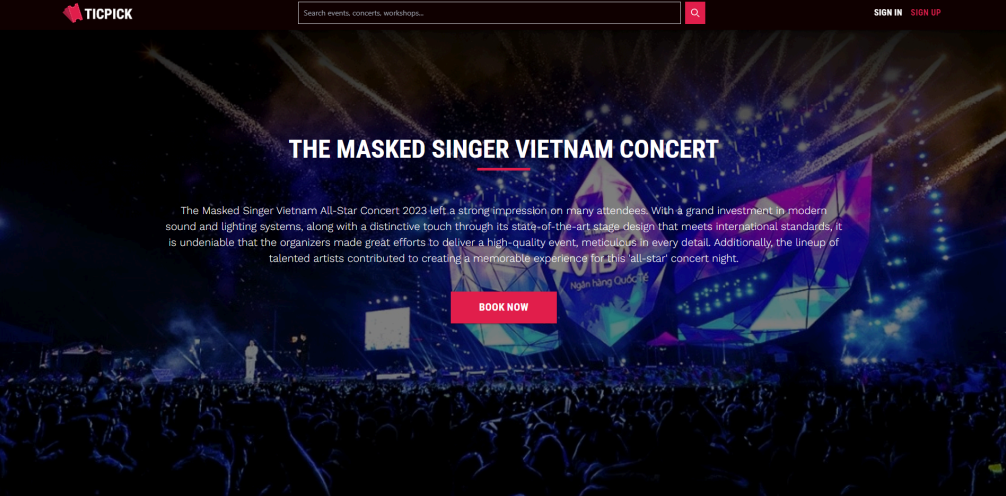 TICPICK
Search events, concerts, workshops...
SIGN IN
SIGN UP
THE MASKED SINGER VIETNAM CONCERT
The Masked Singer Vietnam All-Star Concert 2023 left a strong impression on many attendees. With a grand investment in modern
sound and lighting systems, along with a distinctive touch through its state-of-the-art stage design that meets international standards, it
is undeniable that the organizers made great efforts to deliver a high-quality event, meticulous in every detail. Additionally, the lineup of
talented artists contributed to creating a memorable experience for this 'all-star' concert night.
VIB
Ngân hàng Quốc Tế
BOOK NOW